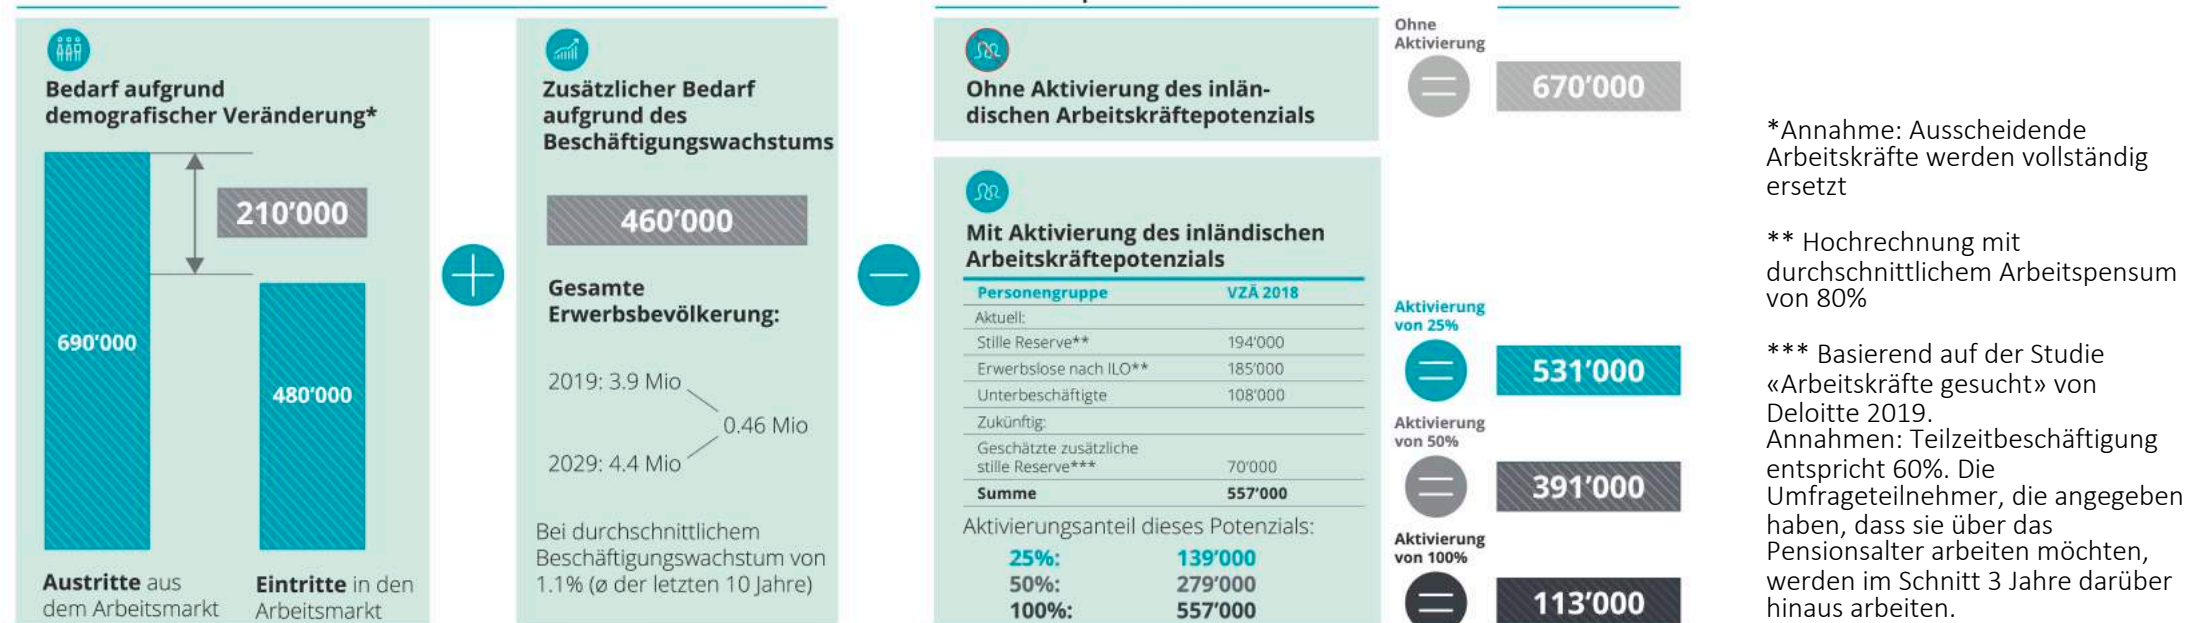 Bedarf aufgrund
demografischer Veränderung*
210'000
690'000
480'000
Austritte aus
dem Arbeitsmarkt
Eintritte in den
Arbeitsmarkt
Zusätzlicher Bedarf
aufgrund des
Beschäftigungswachstums
460'000
Gesamte
Erwerbsbevölkerung:
2019: 3.9 Mio
0.46 Mio
2029: 4.4 Mio
Bei durchschnittlichem
Beschäftigungswachstum von
1.1% (ø der letzten 10 Jahre)
Ohne Aktivierung des inlän-
dischen Arbeitskräftepotenzials
Mit Aktivierung des inländischen
Arbeitskräftepotenzials
Personengruppe VZÄ 2018
Aktuell:
Stille Reserve** 194'000
Erwerbslose nach ILO** 185'000
Unterbeschäftigte 108'000
Zukünftig:
Geschätzte zusätzliche
stille Reserve*** 70'000
Summe 557'000
Aktivierungsanteil dieses Potenzials:
25%: 139'000
50%: 279'000
100%: 557'000
Ohne
Aktivierung
670'000
Aktivierung
von 25%
531'000
Aktivierung
von 50%
391'000
Aktivierung
von 100%
113'000
*Annahme: Ausscheidende
Arbeitskräfte werden vollständig
ersetzt
** Hochrechnung mit
durchschnittlichem Arbeitspensum
von 80%
*** Basierend auf der Studie
«Arbeitskräfte gesucht» von
Deloitte 2019.
Annahmen: Teilzeitbeschäftigung
entspricht 60%. Die
Umfrageteilnehmer, die angegeben
haben, dass sie über das
Pensionsalter arbeiten möchten,
werden im Schnitt 3 Jahre darüber
hinaus arbeiten.